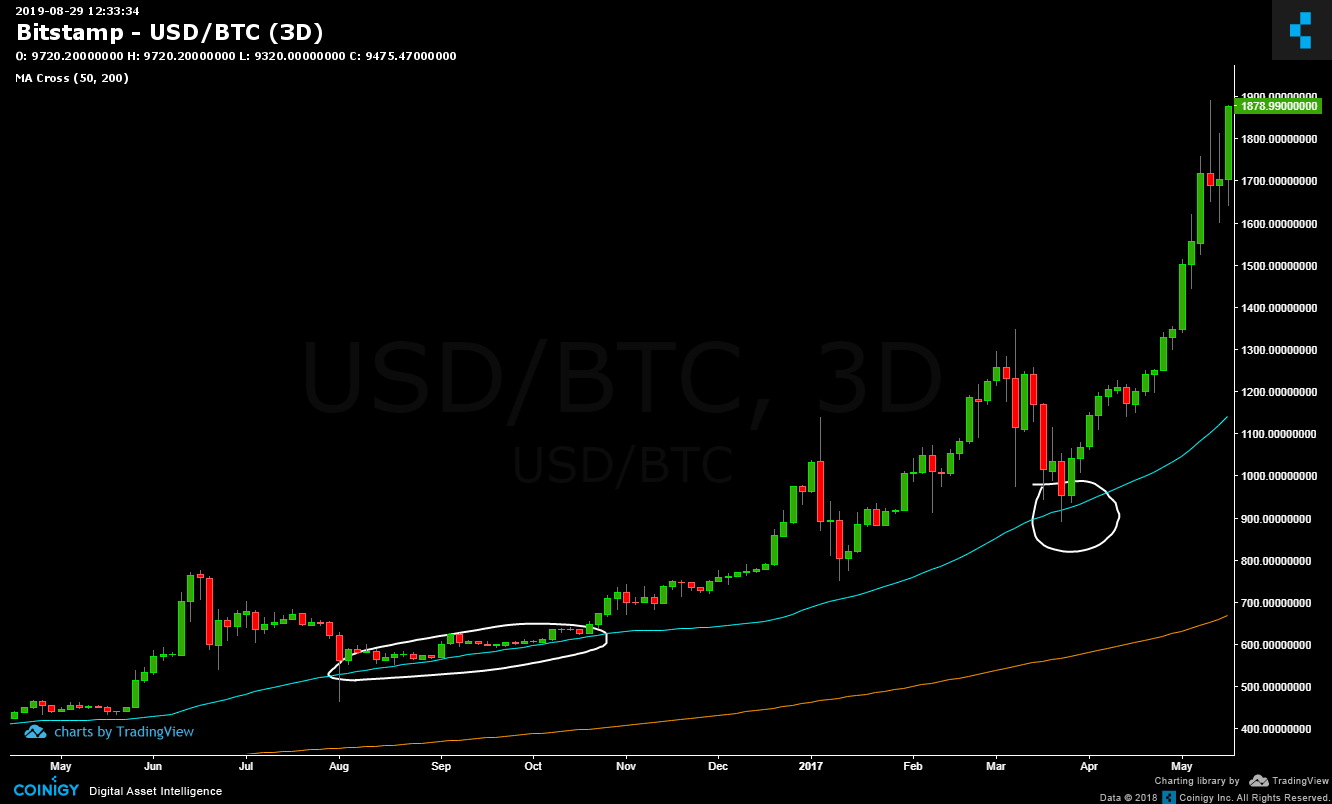 2019-08-29 12:33:34
Bitstamp - USD/BTC (3D)
O: 9720.20000000 H: 9720.20000000 L: 9320.00000000 C: 9475.47000000
MA Cross (50, 200)
1900.00000000
1878.99000000
1800.00000000
1700.00000000
1600.00000000
1500.00000000
1400.00000000
1300.00000000
1200.00000000
1100.00000000
1000.00000000
900.00000000
800.00000000
700.00000000
600.00000000
500.00000000
400.00000000
USD/BTC, 3D
USD/BTC
charts by TradingView
May Jun Jul Aug Sep Oct Nov Dec 2017 Feb Mar Apr May
COINIGY Digital Asset Intelligence
Charting library by TradingView
Data © 2018 Coinigy Inc. All Rights Reserved.